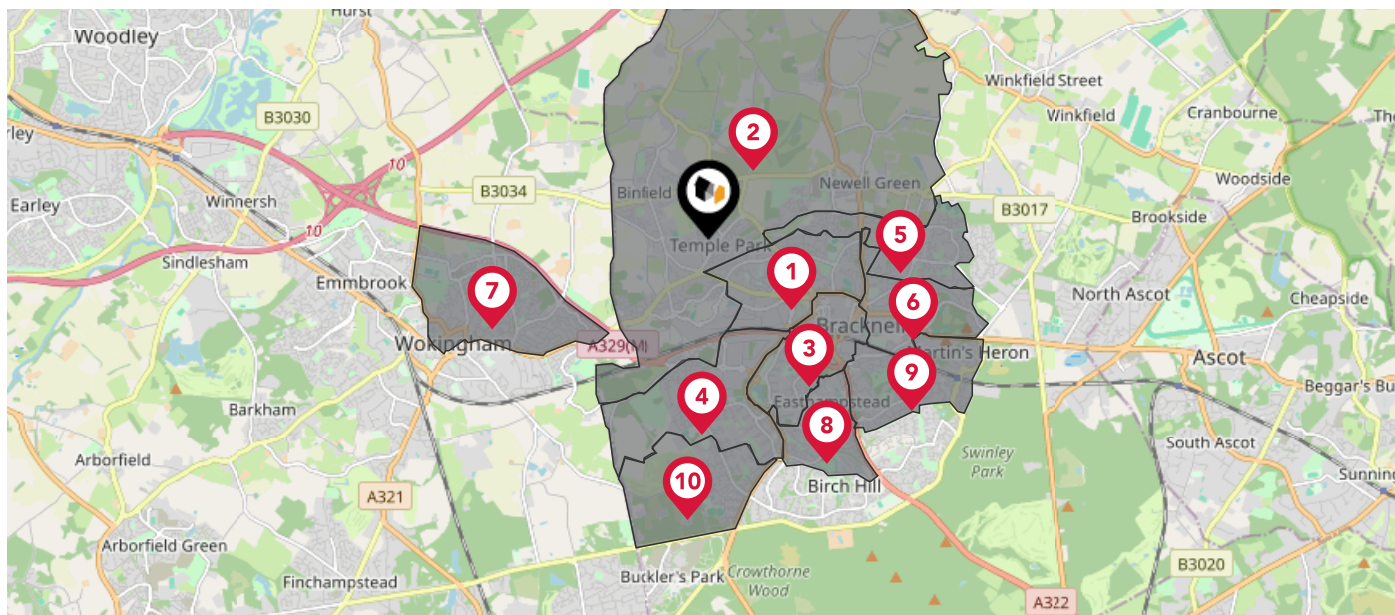 Hurst
Woodley
Winkfield Street
B3030
Winkfield
Cranbourne
The
rley
2
10
Woodside
B3034
Binfield
Newell Green
Earley
Winnersh
B3017
Brookside
10
5
Temple Park
Sindlesham
1
Emmbrook
7
6
North Ascot
Cheapside
Bracknell
Wokingham
A329(M)
3
Martin's Heron
Ascot
9
Beggar's Bu
4
Easthampstead
Barkham
8
South Ascot
Arborfield
Swinley
Park
Sunnin
10
Birch Hill
A321
Arborfield Green
B3020
Finchampstead
Buckler's Park
Crowthorne
Wood
A322